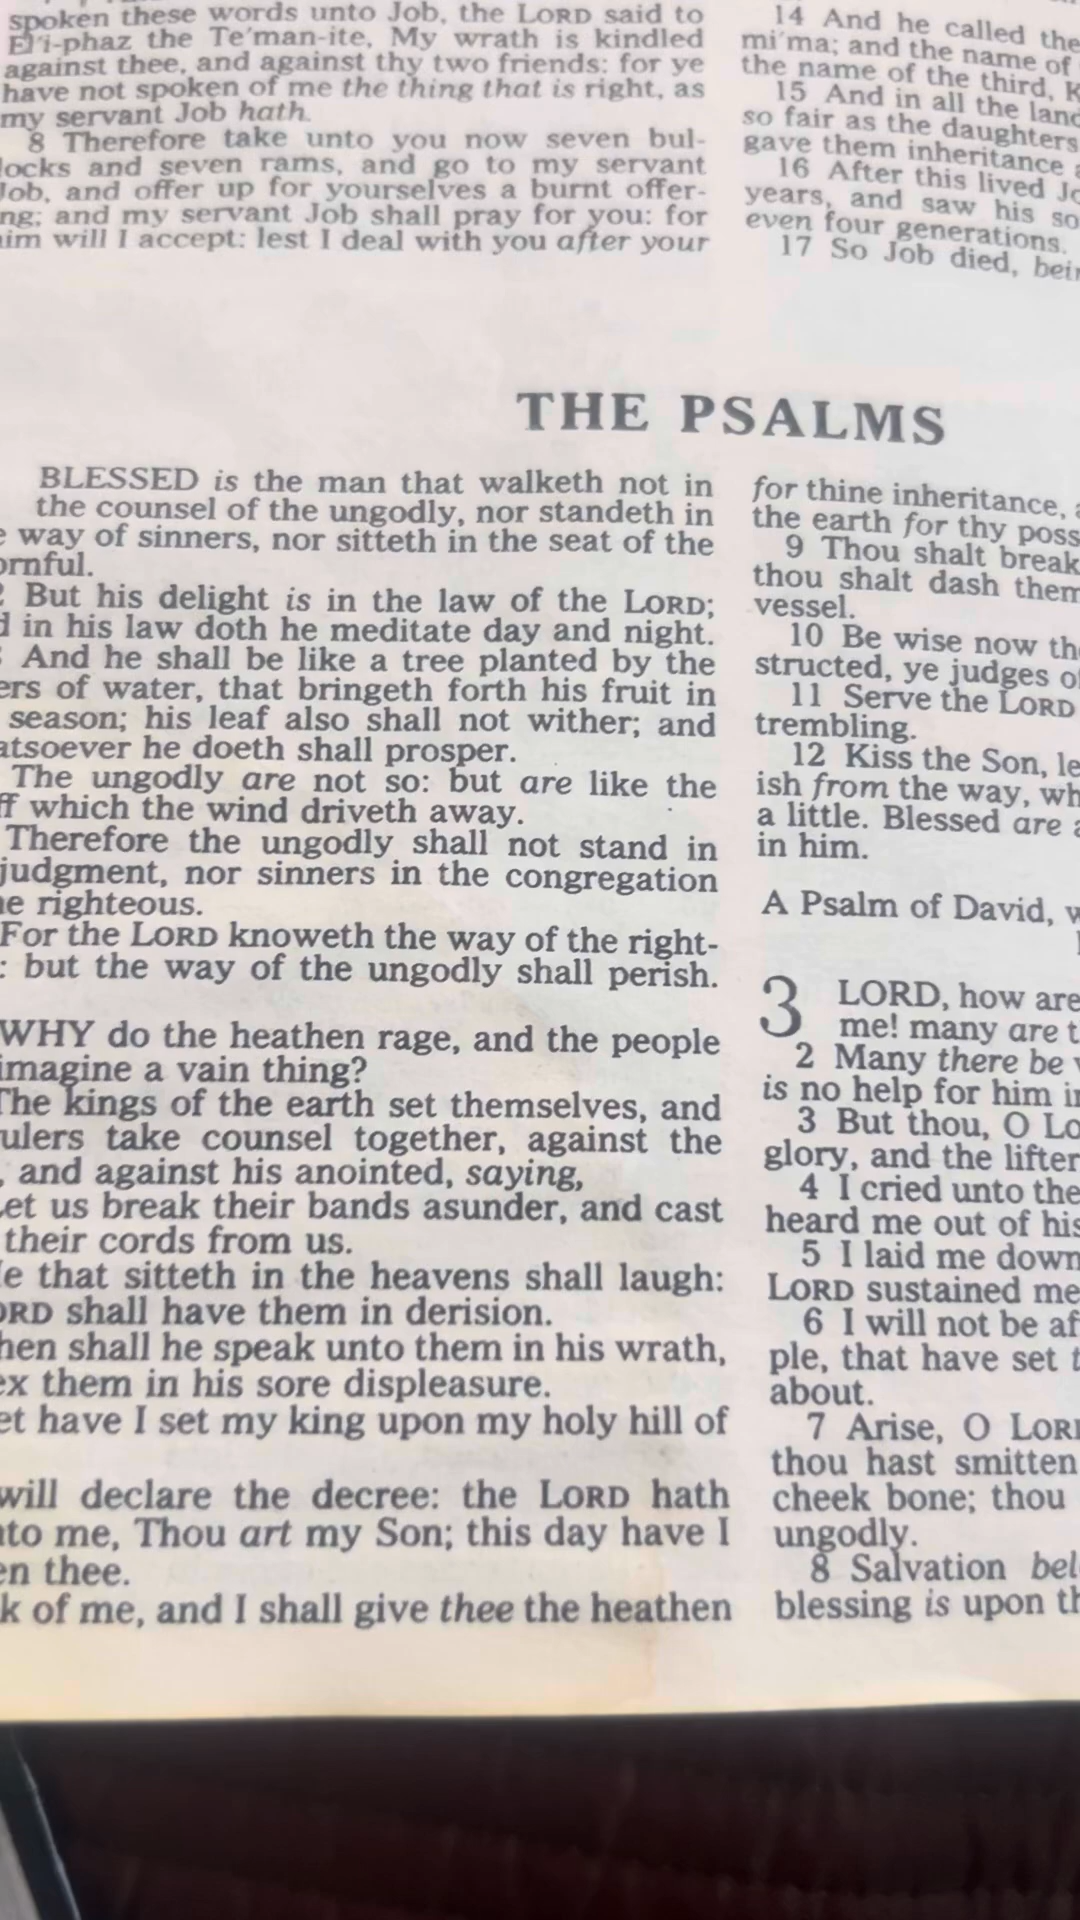 spoken these words unto Job, the LORD said to
El'i-phaz the Te'man-ite, My wrath is kindled
against thee, and against thy two friends: for ye
have not spoken of me the thing that is right, as
my servant Job hath.
8 Therefore take unto you now seven bul-
locks and seven rams, and go to my servant
Job, and offer up for yourselves a burnt offer-
ng; and my servant Job shall pray for you: for
him will I accept: lest I deal with you after your
14 And he called the
mi'ma; and the name of
the name of the third, K
15 And in all the land
so fair as the daughters
gave them inheritance a
16 After this lived Jo
years, and saw his so
even four generations.
17 So Job died, bein
THE PSALMS
BLESSED is the man that walketh not in
the counsel of the ungodly, nor standeth in
e way of sinners, nor sitteth in the seat of the
ornful.
2 But his delight is in the law of the LORD;
d in his law doth he meditate day and night.
3 And he shall be like a tree planted by the
ers of water, that bringeth forth his fruit in
season; his leaf also shall not wither; and
atsoever he doeth shall prosper.
The ungodly are not so: but are like the
ff which the wind driveth away.
Therefore the ungodly shall not stand in
judgment, nor sinners in the congregation
he righteous.
For the LORD knoweth the way of the right-
: but the way of the ungodly shall perish.
WHY do the heathen rage, and the people
imagine a vain thing?
The kings of the earth set themselves, and
ulers take counsel together, against the
, and against his anointed, saying,
Let us break their bands asunder, and cast
their cords from us.
He that sitteth in the heavens shall laugh:
ORD shall have them in derision.
hen shall he speak unto them in his wrath,
ex them in his sore displeasure.
et have I set my king upon my holy hill of
will declare the decree: the LORD hath
nto me, Thou art my Son; this day have I
en thee.
k of me, and I shall give thee the heathen
for thine inheritance, a
the earth for thy poss
9 Thou shalt break
thou shalt dash them
vessel.
10 Be wise now th
structed, ye judges of
11 Serve the LORD
trembling.
12 Kiss the Son, le
ish from the way, wh
a little. Blessed are a
in him.
A Psalm of David, w
3 LORD, how are
me! many are t
2 Many there be w
is no help for him in
3 But thou, O Lo
glory, and the lifter
4 I cried unto the
heard me out of his
5 I laid me down
LORD sustained me
6 I will not be af
ple, that have set t
about.
7 Arise, O LORD
thou hast smitten
cheek bone; thou
ungodly.
8 Salvation bel
blessing is upon th